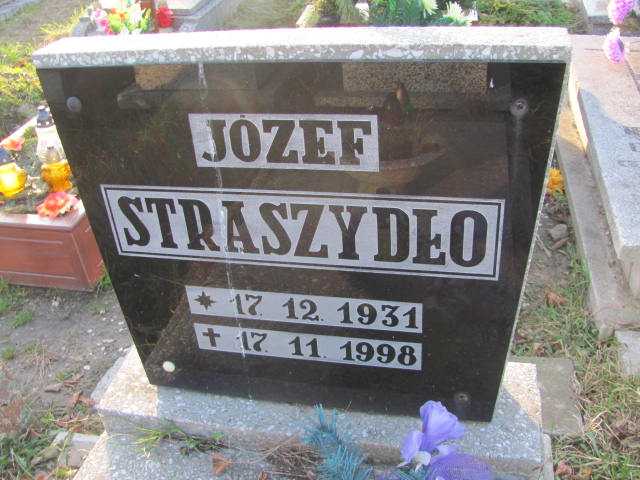 JÓZEF
STRASZYDŁO
* 17. 12. 1931
✝ 17. 11. 1998